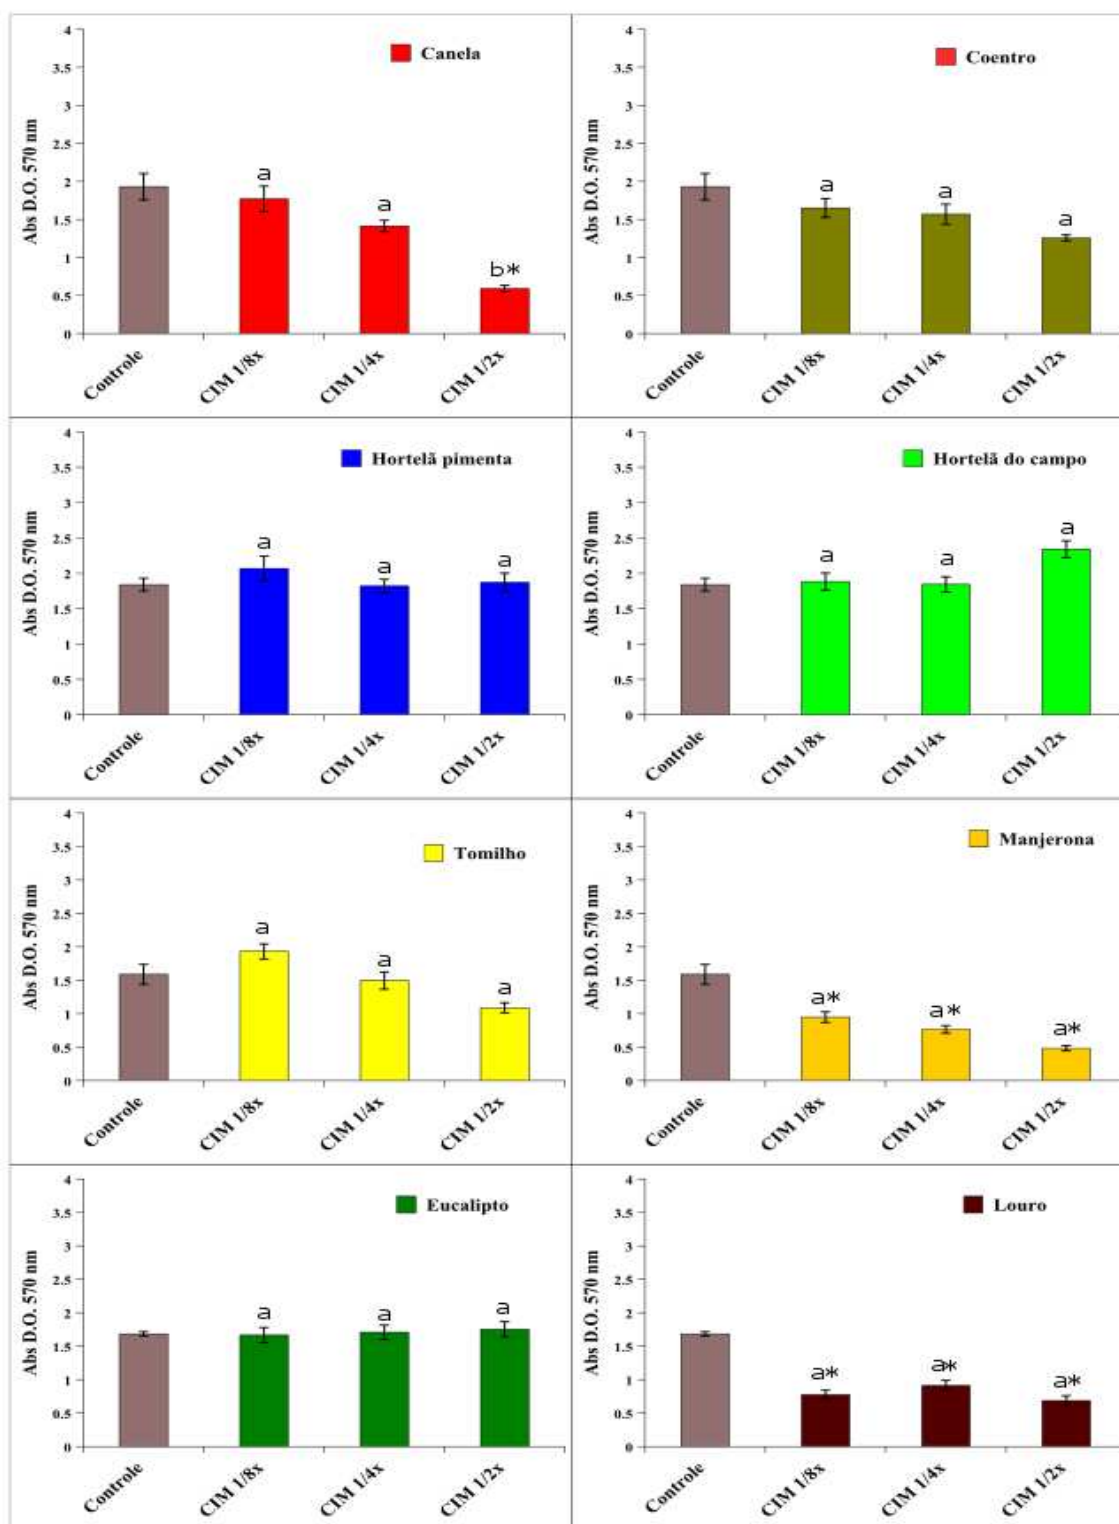 Canela
Abs D.O. 570 nm
4
3.5
3
2.5
2
1.5
1
0.5
0
a
a
b*
Controle
CIM 1/8x
CIM 1/4x
CIM 1/2x
Coentro
Abs D.O. 570 nm
4
3.5
3
2.5
2
1.5
1
0.5
0
a
a
a
Controle
CIM 1/8x
CIM 1/4x
CIM 1/2x
Hortelã pimenta
Abs D.O. 570 nm
4
3.5
3
2.5
2
1.5
1
0.5
0
a
a
a
Controle
CIM 1/8x
CIM 1/4x
CIM 1/2x
Hortelã do campo
Abs D.O. 570 nm
4
3.5
3
2.5
2
1.5
1
0.5
0
a
a
a
Controle
CIM 1/8x
CIM 1/4x
CIM 1/2x
Tomilho
Abs D.O. 570 nm
4
3.5
3
2.5
2
1.5
1
0.5
0
a
a
a
Controle
CIM 1/8x
CIM 1/4x
CIM 1/2x
Manjerona
Abs D.O. 570 nm
4
3.5
3
2.5
2
1.5
1
0.5
0
a*
a*
a*
Controle
CIM 1/8x
CIM 1/4x
CIM 1/2x
Eucalipto
Abs D.O. 570 nm
4
3.5
3
2.5
2
1.5
1
0.5
0
a
a
a
Controle
CIM 1/8x
CIM 1/4x
CIM 1/2x
Louro
Abs D.O. 570 nm
4
3.5
3
2.5
2
1.5
1
0.5
0
a*
a*
a*
Controle
CIM 1/8x
CIM 1/4x
CIM 1/2x